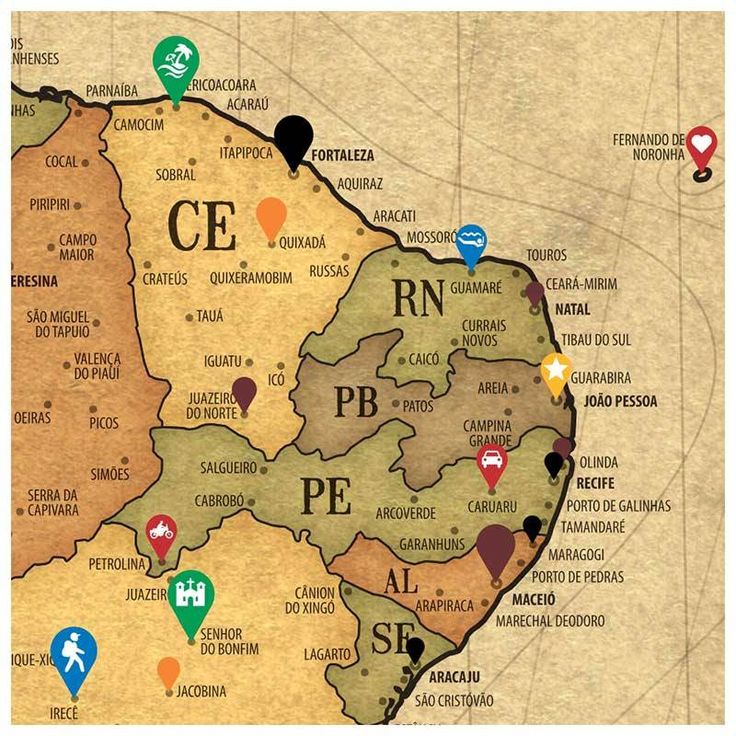 OIS
NHENSES
PARNAÍBA
ERICOACOARA
ACARAÚ
NHAS
CAMOCIM
ITAPIPOCA
FORTALEZA
FERNANDO DE
NORONHA
COCAL
SOBRAL
AQUIRAZ
PIRIPIRI
CE
ARACATI
CAMPO
MAIOR
QUIXADÁ
MOSSORÓ
TOUROS
ERESINA
CRATEÚS
QUIXERAMOBIM
RUSSAS
GUAMARÉ
CEARÁ-MIRIM
RN
NATAL
SÃO MIGUEL
DO TAPUIO
TAUÁ
CURRAIS
NOVOS
TIBAU DO SUL
VALENÇA
DO PIAUÍ
IGUATU
ICÓ
CAICÓ
GUARABIRA
JUAZEIRO
DO NORTE
PB
PATOS
AREIA
JOÃO PESSOA
OEIRAS
PICOS
CAMPINA
GRANDE
SIMÕES
SALGUEIRO
OLINDA
RECIFE
SERRA DA
CAPIVARA
CABROBÓ
PE
ARCOVERDE
CARUARU
PORTO DE GALINHAS
TAMANDARÉ
GARANHUNS
MARAGOGI
PETROLINA
PORTO DE PEDRAS
JUAZEIR
CÂNION
DO XINGÓ
AL
ARAPIRACA
MACEIÓ
MARECHAL DEODORO
SENHOR
DO BONFIM
SE
LAGARTO
IQUE-XIQ
ARACAJU
JACOBINA
SÃO CRISTÓVÃO
IRECÊ